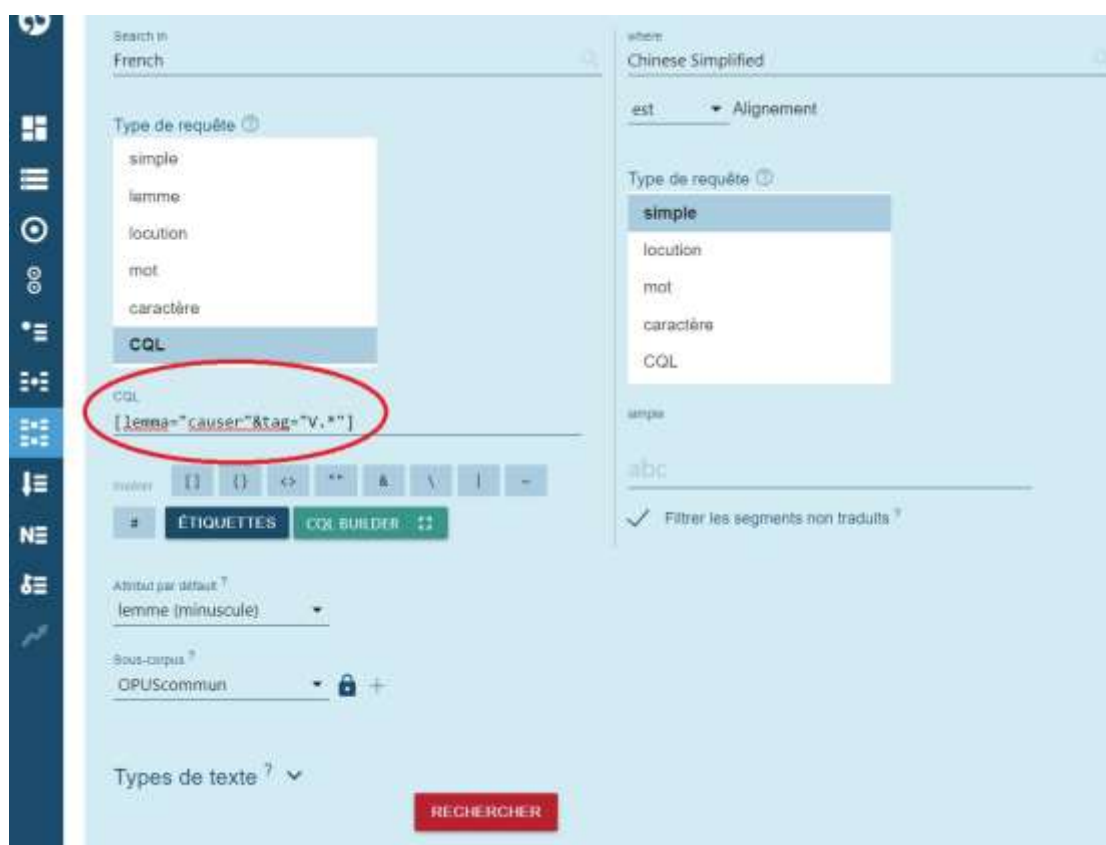 Search in
French
Type de requête ?
simple
lemme
locution
mot
caractère
CQL
CQL
[lemma="causer"&tag="V.*"]
Insérer [] {} <> "" & \ | ~
# ÉTIQUETTES CQL BUILDER
Attribut par défaut ?
lemme (minuscule)
Sous-corpus ?
OPUScommun
Types de texte ?
RECHERCHER
where
Chinese Simplified
est Alignement
Type de requête ?
simple
locution
mot
caractère
CQL
simple
abc
Filtrer les segments non traduits ?
N